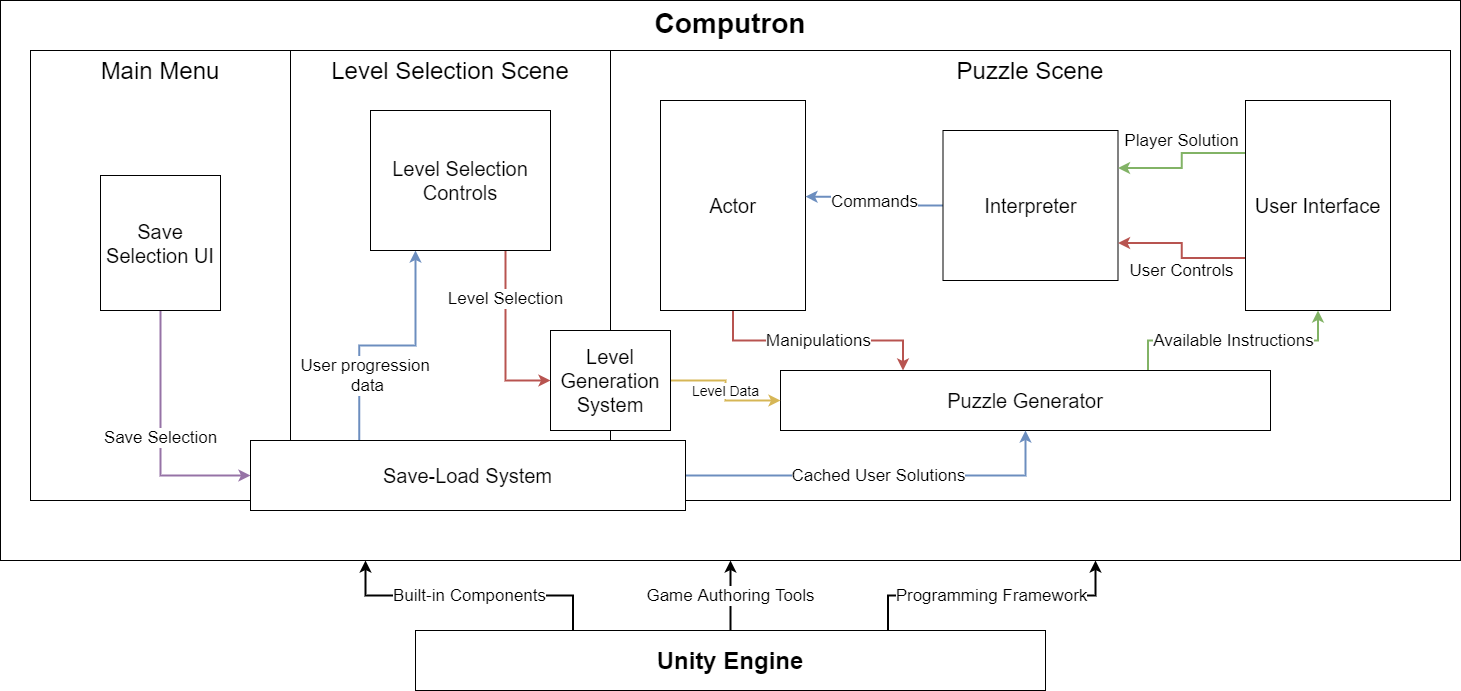 Computron
Main Menu
Level Selection Scene
Puzzle Scene
Save
Selection UI
Level Selection
Controls
Actor
Interpreter
User Interface
Player Solution
Commands
User Controls
Level Selection
User progression
data
Level
Generation
System
Manipulations
Available Instructions
Level Data
Puzzle Generator
Save Selection
Save-Load System
Cached User Solutions
Built-in Components
Game Authoring Tools
Programming Framework
Unity Engine